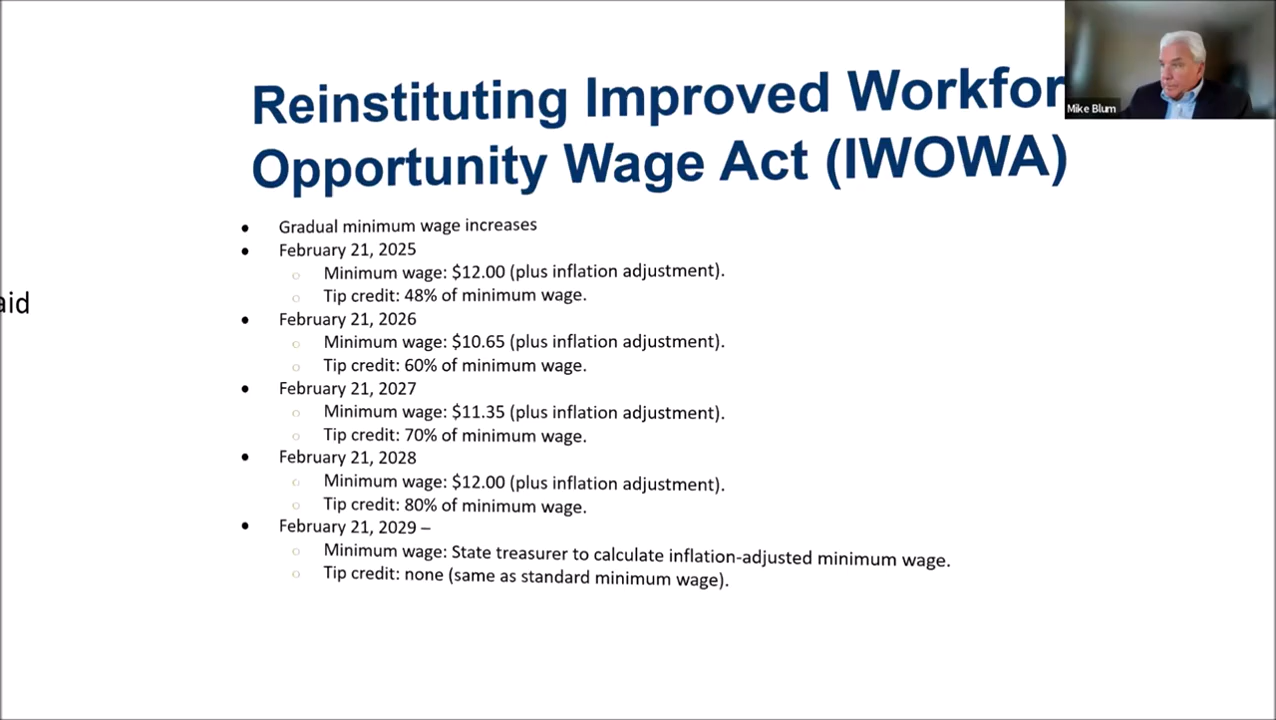 Reinstituting Improved Workfor
Opportunity Wage Act (IWOWA)
Mike Blum
● Gradual minimum wage increases
● February 21, 2025
○ Minimum wage: $12.00 (plus inflation adjustment).
○ Tip credit: 48% of minimum wage.
aid
● February 21, 2026
○ Minimum wage: $10.65 (plus inflation adjustment).
○ Tip credit: 60% of minimum wage.
● February 21, 2027
○ Minimum wage: $11.35 (plus inflation adjustment).
○ Tip credit: 70% of minimum wage.
● February 21, 2028
○ Minimum wage: $12.00 (plus inflation adjustment).
○ Tip credit: 80% of minimum wage.
● February 21, 2029 –
○ Minimum wage: State treasurer to calculate inflation-adjusted minimum wage.
○ Tip credit: none (same as standard minimum wage).